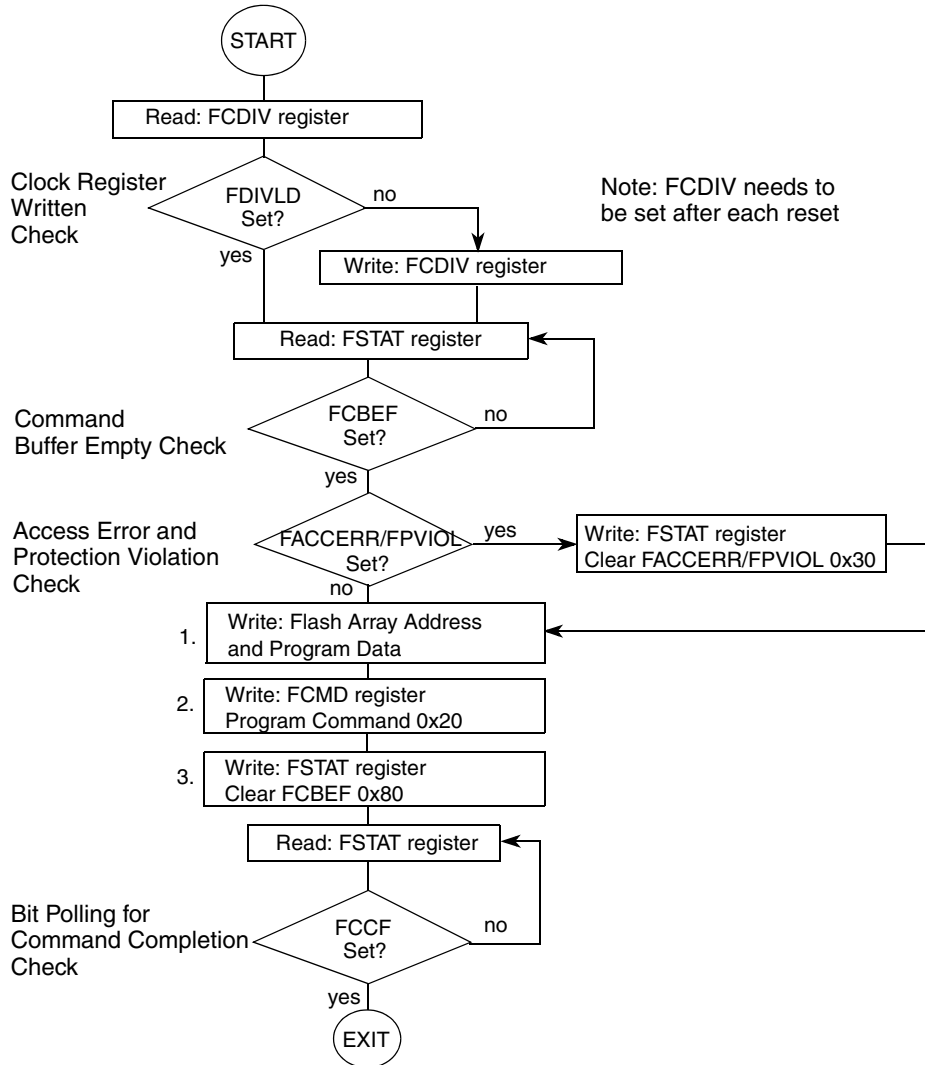 START
Read: FCDIV register
Clock Register
Written
Check
FDIVLD
Set?
no
yes
Note: FCDIV needs to
be set after each reset
Write: FCDIV register
Read: FSTAT register
Command
Buffer Empty Check
FCBEF
Set?
no
yes
Access Error and
Protection Violation
Check
FACCERR/FPVIOL
Set?
yes
no
Write: FSTAT register
Clear FACCERR/FPVIOL 0x30
1.
Write: Flash Array Address
and Program Data
2.
Write: FCMD register
Program Command 0x20
3.
Write: FSTAT register
Clear FCBEF 0x80
Read: FSTAT register
Bit Polling for
Command Completion
Check
FCCF
Set?
no
yes
EXIT